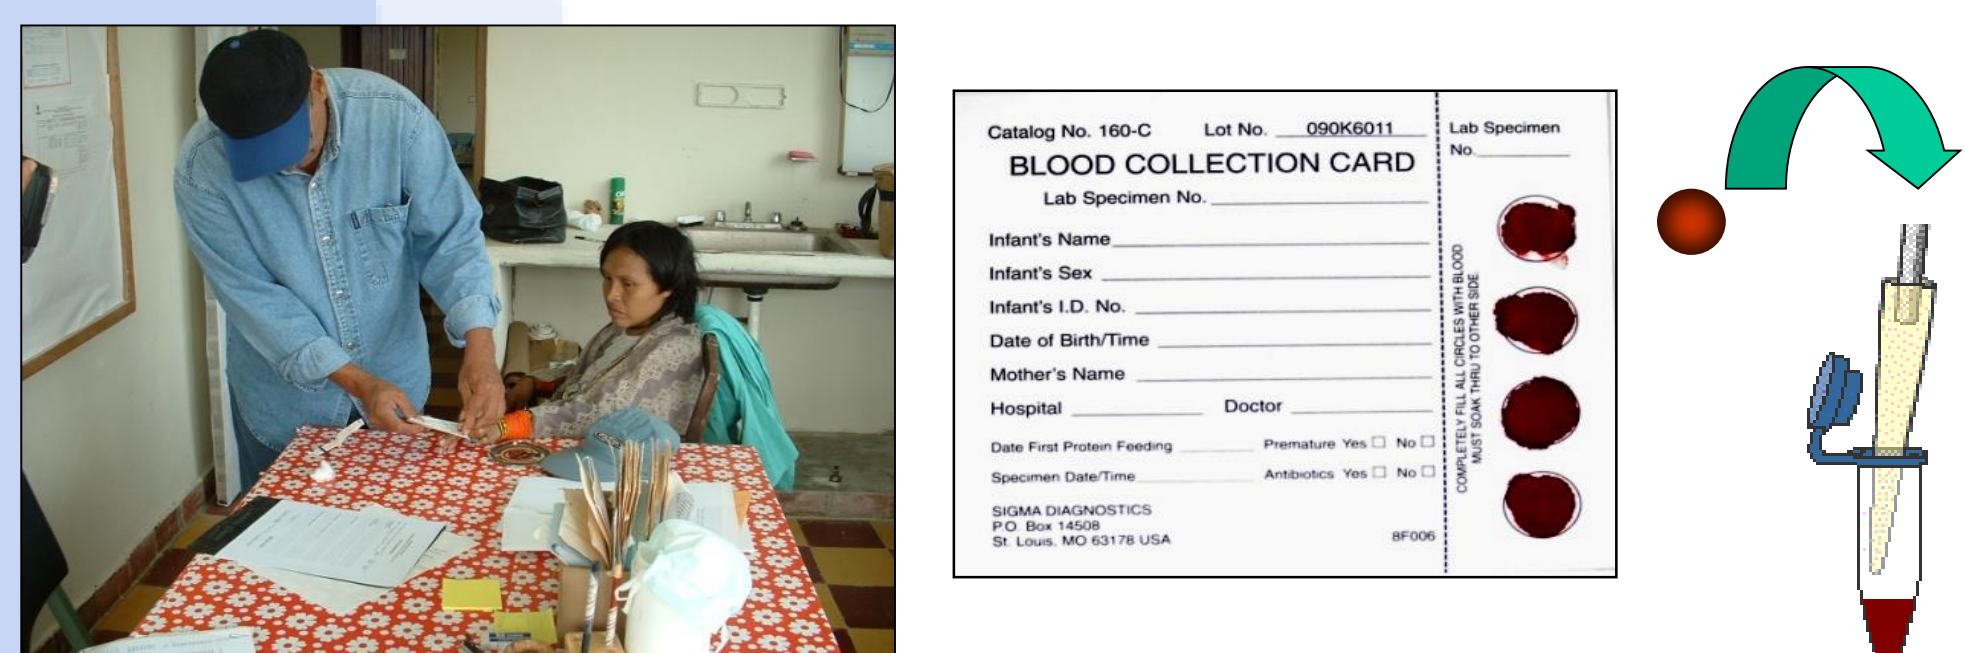 Catalog No. 160-C Lot No. 090K6011
BLOOD COLLECTION CARD
Lab Specimen No.
Infant's Name
Infant's Sex
Infant's I.D. No.
Date of Birth/Time
Mother's Name
Hospital Doctor
Date First Protein Feeding Premature Yes ☐ No ☐
Specimen Date/Time Antibiotics Yes ☐ No ☐
SIGMA DIAGNOSTICS
P.O. Box 14508
St. Louis, MO 63178 USA
8F006
Lab Specimen
No.
COMPLETELY FILL ALL CIRCLES WITH BLOOD
MUST SOAK THRU TO OTHER SIDE